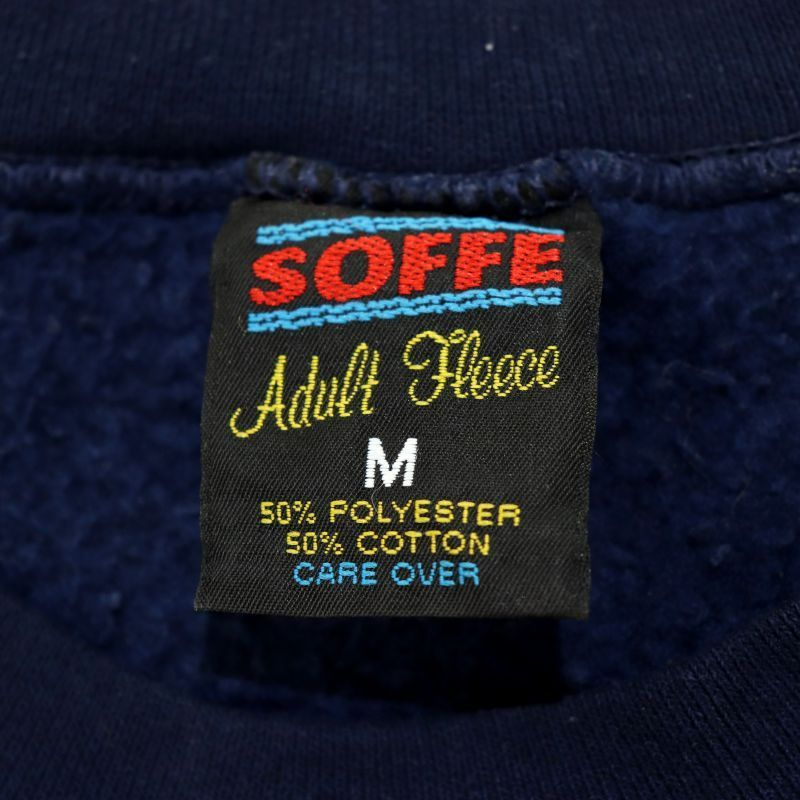 SOFFE
Adult Fleece
M
50% POLYESTER
50% COTTON
CARE OVER